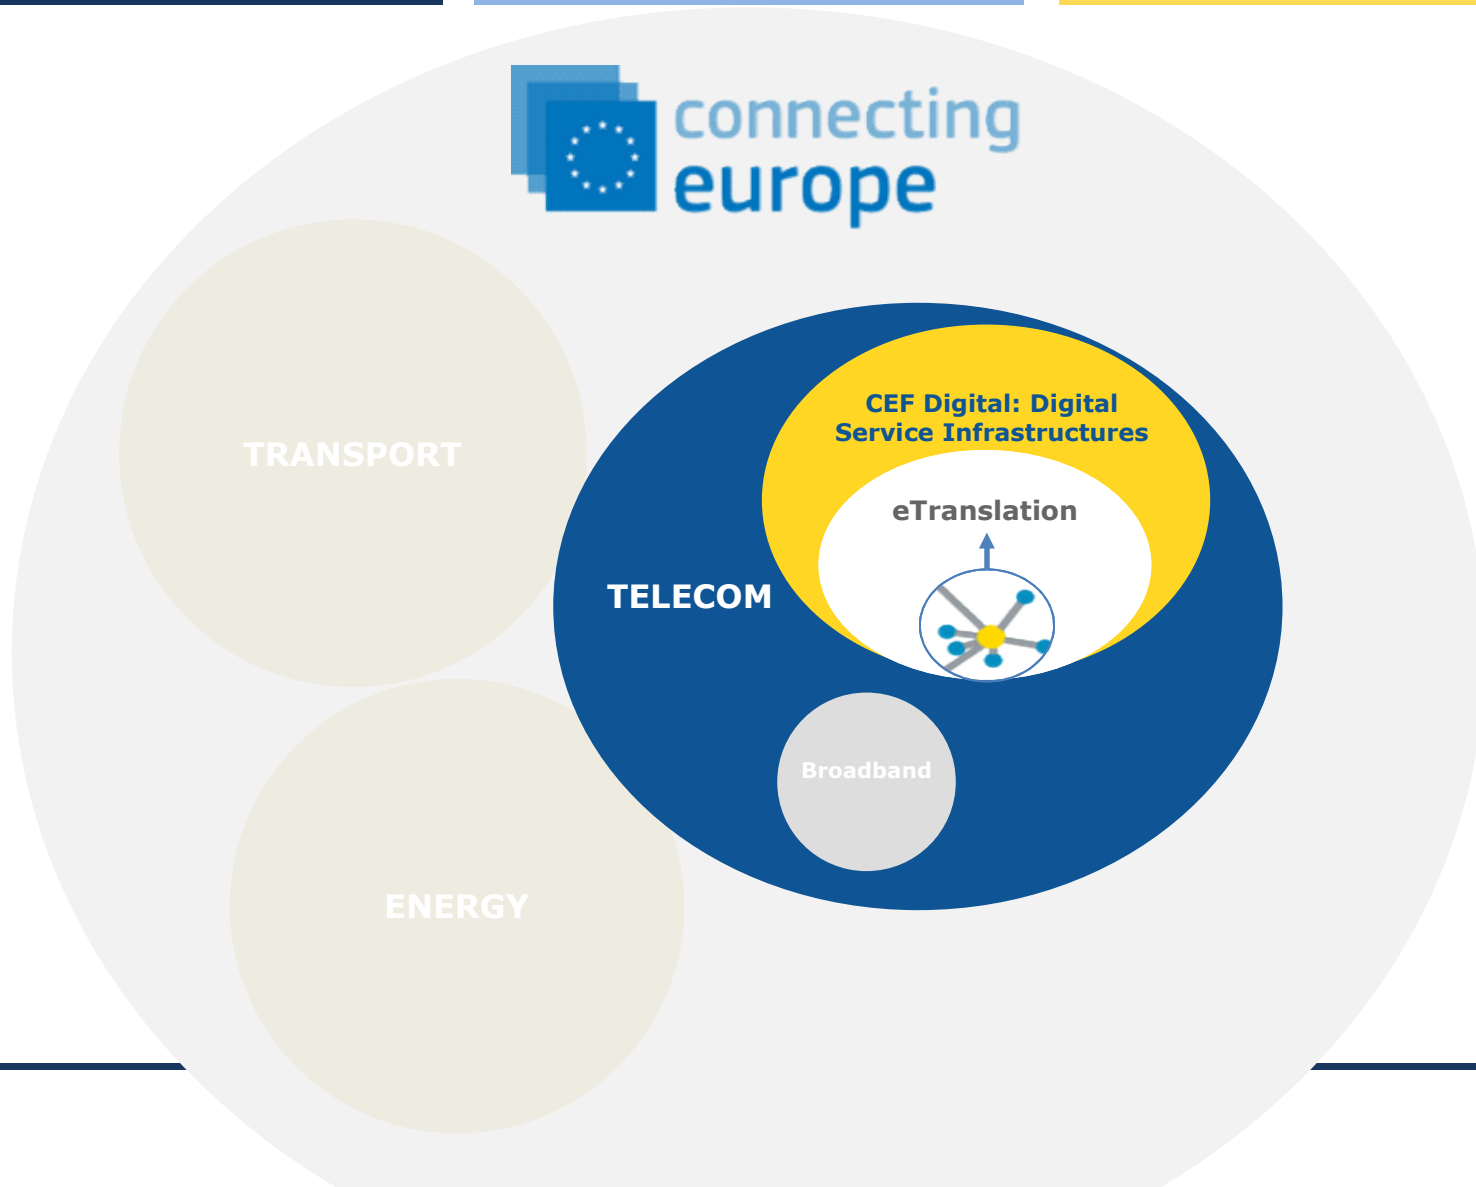 connecting
europe
CEF Digital: Digital
Service Infrastructures
TRANSPORT
eTranslation
TELECOM
Broadband
ENERGY